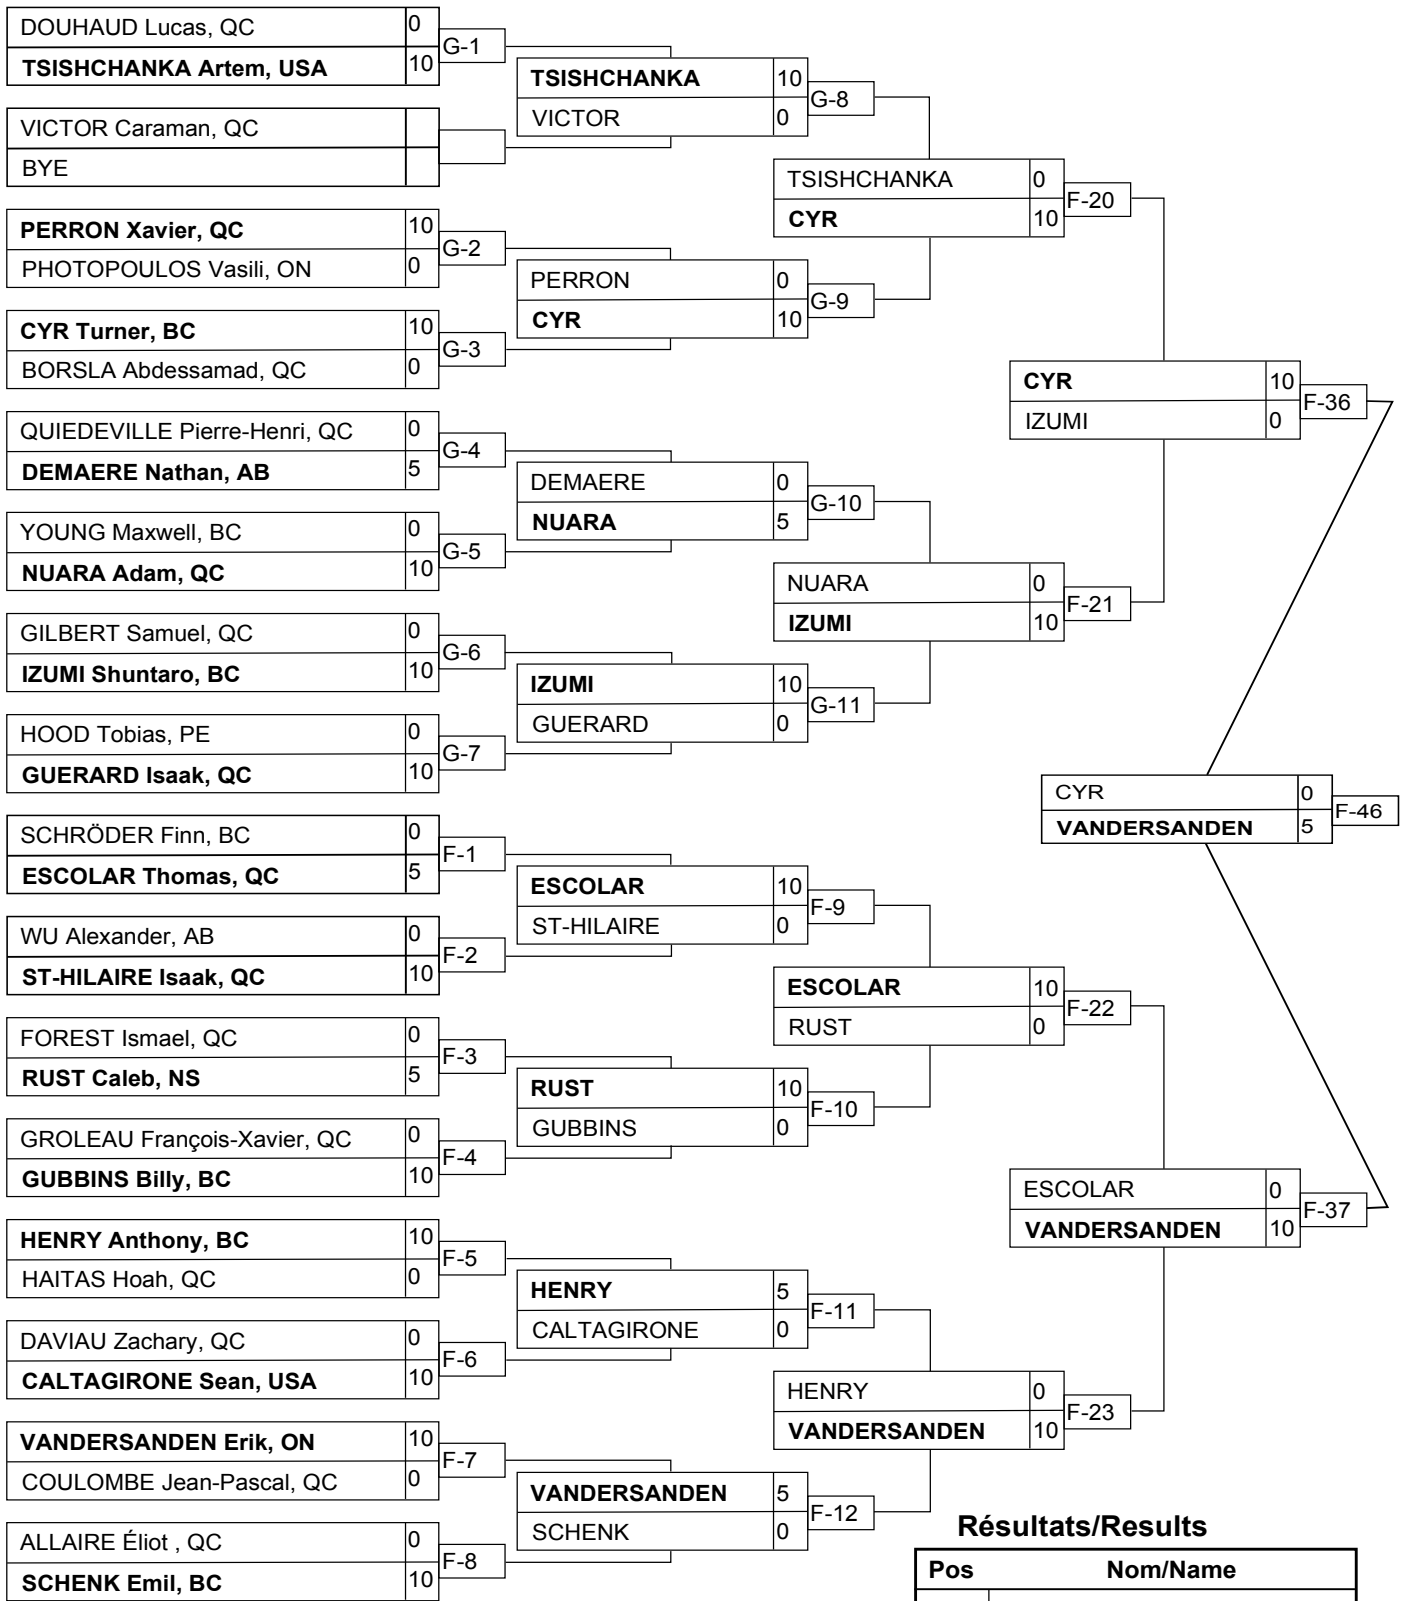 DOUHAUD Lucas, QC 0
G-1
TSISHCHANKA Artem, USA 10
VICTOR Caraman, QC
BYE
PERRON Xavier, QC 10
G-2
PHOTOPOULOS Vasili, ON 0
CYR Turner, BC 10
G-3
BORSLA Abdessamad, QC 0
QUIEDEVILLE Pierre-Henri, QC 0
G-4
DEMAERE Nathan, AB 5
YOUNG Maxwell, BC 0
G-5
NUARA Adam, QC 10
GILBERT Samuel, QC 0
G-6
IZUMI Shuntaro, BC 10
HOOD Tobias, PE 0
G-7
GUERARD Isaak, QC 10
SCHRÖDER Finn, BC 0
F-1
ESCOLAR Thomas, QC 5
WU Alexander, AB 0
F-2
ST-HILAIRE Isaak, QC 10
FOREST Ismael, QC 0
F-3
RUST Caleb, NS 5
GROLEAU François-Xavier, QC 0
F-4
GUBBINS Billy, BC 10
HENRY Anthony, BC 10
F-5
HAITAS Hoah, QC 0
DAVIAU Zachary, QC 0
F-6
CALTAGIRONE Sean, USA 10
VANDERSANDEN Erik, ON 10
F-7
COULOMBE Jean-Pascal, QC 0
ALLAIRE Éliot , QC 0
F-8
SCHENK Emil, BC 10
TSISHCHANKA 10
G-8
VICTOR 0
PERRON 0
G-9
CYR 10
DEMAERE 0
G-10
NUARA 5
IZUMI 10
G-11
GUERARD 0
ESCOLAR 10
F-9
ST-HILAIRE 0
RUST 10
F-10
GUBBINS 0
HENRY 5
F-11
CALTAGIRONE 0
VANDERSANDEN 5
F-12
SCHENK 0
TSISHCHANKA 0
F-20
CYR 10
NUARA 0
F-21
IZUMI 10
ESCOLAR 10
F-22
RUST 0
HENRY 0
F-23
VANDERSANDEN 10
CYR 10
F-36
IZUMI 0
ESCOLAR 0
F-37
VANDERSANDEN 10
CYR 0
F-46
VANDERSANDEN 5
Résultats/Results
Pos Nom/Name